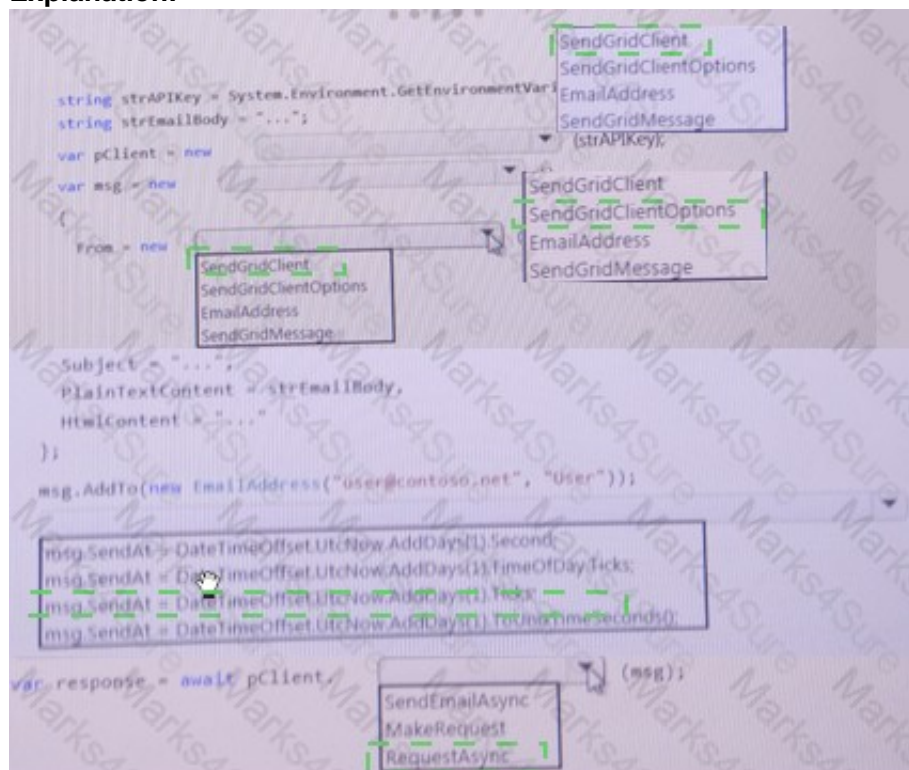 Explanation:
SendGridClient
SendGridClientOptions
EmailAddress
SendGridMessage
string strAPIKey = System.Environment.GetEnvironmentVari
string strEmailBody = "...";
var pClient = new (strAPIKey);
var msg = new
SendGridClient
SendGridClientOptions
EmailAddress
SendGridMessage
{
From = new
SendGridClient
SendGridClientOptions
EmailAddress
SendGridMessage
Subject = "...",
PlainTextContent = strEmailBody,
HtmlContent = "..."
};
msg.AddTo(new EmailAddress("user@contoso.net", "User"));
msg.SendAt = DateTimeOffset.UtcNow.AddDays(1).Second;
msg.SendAt = DateTimeOffset.UtcNow.AddDays(1).TimeOfDay.Ticks;
msg.SendAt = DateTimeOffset.UtcNow.AddDays(1).Ticks;
msg.SendAt = DateTimeOffset.UtcNow.AddDays(1).ToUnixTimeSeconds();
var response = await pClient. (msg);
SendEmailAsync
MakeRequest
RequestAsync
Marks4Sure